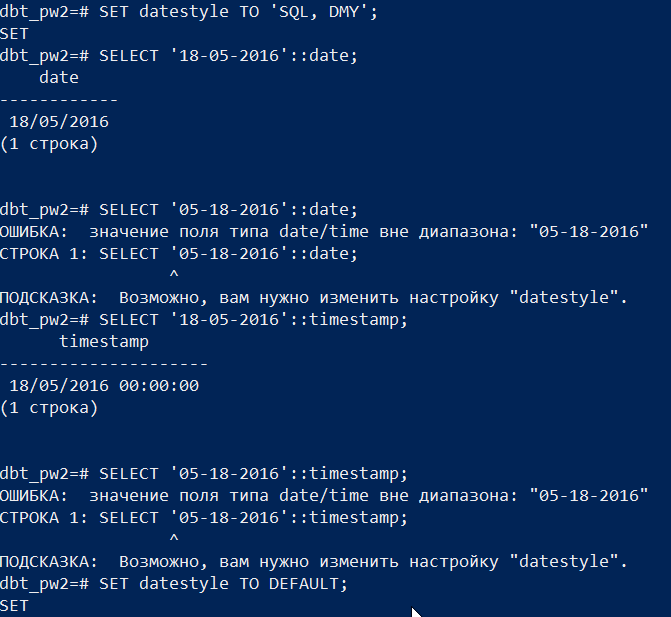 dbt_pw2=# SET datestyle TO 'SQL, DMY';
SET
dbt_pw2=# SELECT '18-05-2016'::date;
    date
------------
 18/05/2016
(1 строка)
dbt_pw2=# SELECT '05-18-2016'::date;
ОШИБКА:  значение поля типа date/time вне диапазона: "05-18-2016"
СТРОКА 1: SELECT '05-18-2016'::date;
                 ^
ПОДСКАЗКА:  Возможно, вам нужно изменить настройку "datestyle".
dbt_pw2=# SELECT '18-05-2016'::timestamp;
      timestamp
---------------------
 18/05/2016 00:00:00
(1 строка)
dbt_pw2=# SELECT '05-18-2016'::timestamp;
ОШИБКА:  значение поля типа date/time вне диапазона: "05-18-2016"
СТРОКА 1: SELECT '05-18-2016'::timestamp;
                 ^
ПОДСКАЗКА:  Возможно, вам нужно изменить настройку "datestyle".
dbt_pw2=# SET datestyle TO DEFAULT;
SET